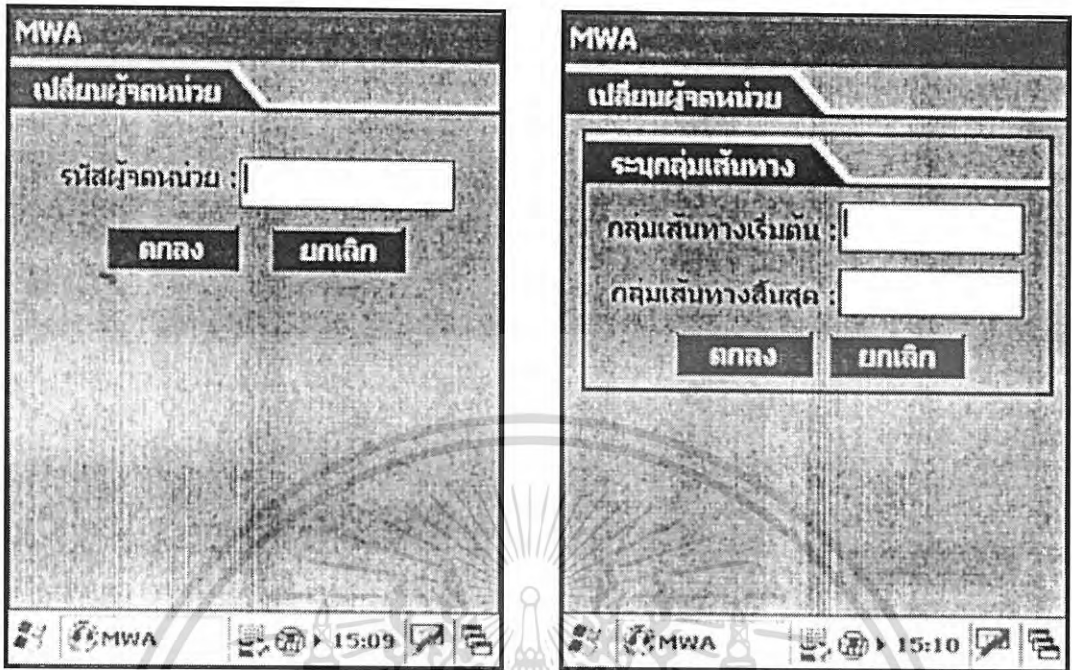 MWA
เปลี่ยนผู้จดหน่วย
รหัสผู้จดหน่วย :
ตกลง ยกเลิก
MWA 15:09
MWA
เปลี่ยนผู้จดหน่วย
ระบุกลุ่มเส้นทาง
กลุ่มเส้นทางเริ่มต้น :
กลุ่มเส้นทางสิ้นสุด :
ตกลง ยกเลิก
MWA 15:10